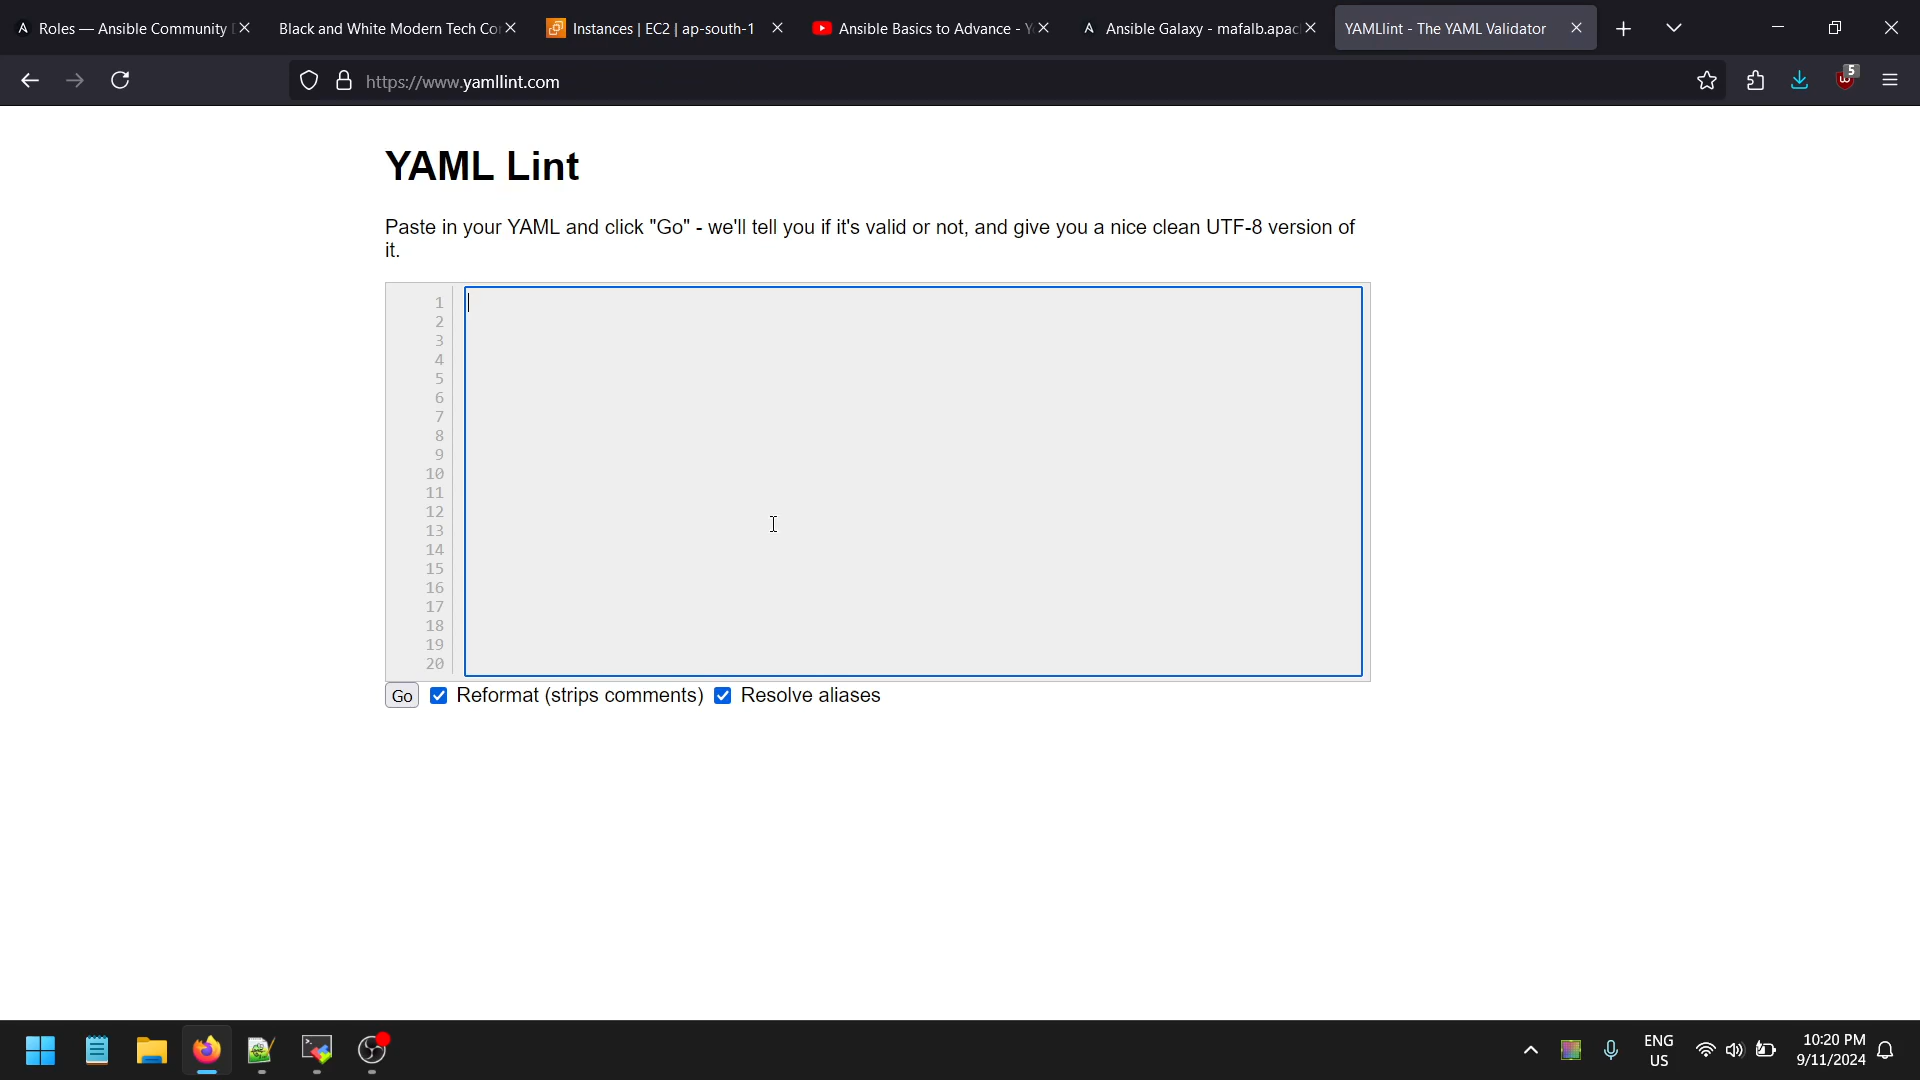 Roles — Ansible Community
Black and White Modern Tech Co
Instances | EC2 | ap-south-1
Ansible Basics to Advance - Y
Ansible Galaxy - mafalb.apac
YAMLlint - The YAML Validator
https://www.yamllint.com
5
YAML Lint
Paste in your YAML and click "Go" - we'll tell you if it's valid or not, and give you a nice clean UTF-8 version of
it.
1
2
3
4
5
6
7
8
9
10
11
12
13
14
15
16
17
18
19
20
Go Reformat (strips comments) Resolve aliases
ENG
US
10:20 PM
9/11/2024